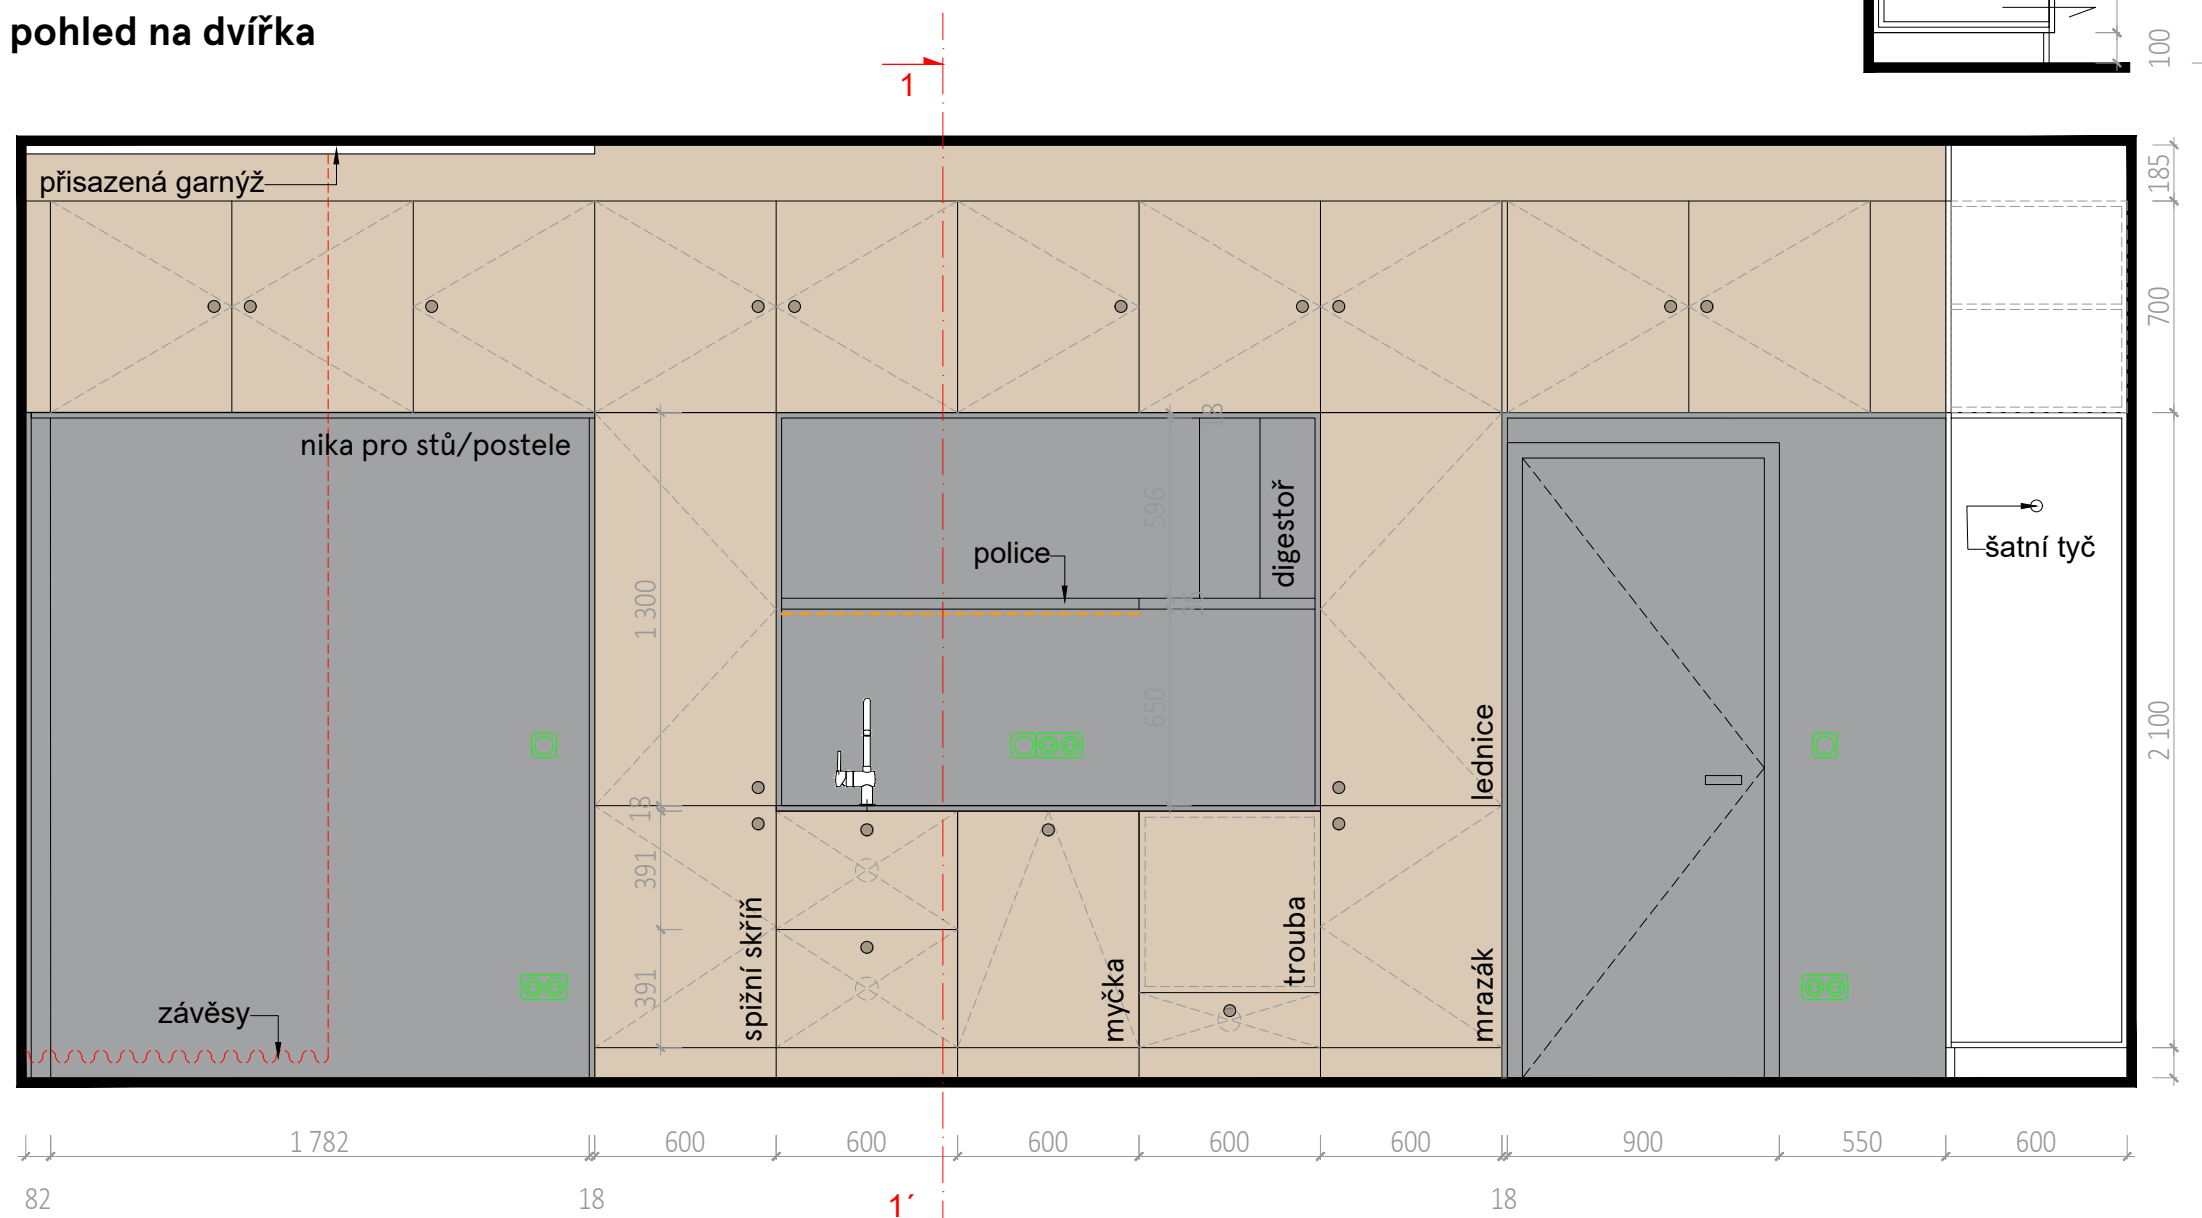 pohled na dvířka
100
1
přisazená garnýž
185
700
nika pro stů/postele
18
596
digestoř
police
šatní tyč
1 300
650
lednice
2 100
18
391
spižní skříň
trouba
myčka
mrazák
391
závěsy
1 782
600
600
600
600
600
900
550
600
82
18
1´
18